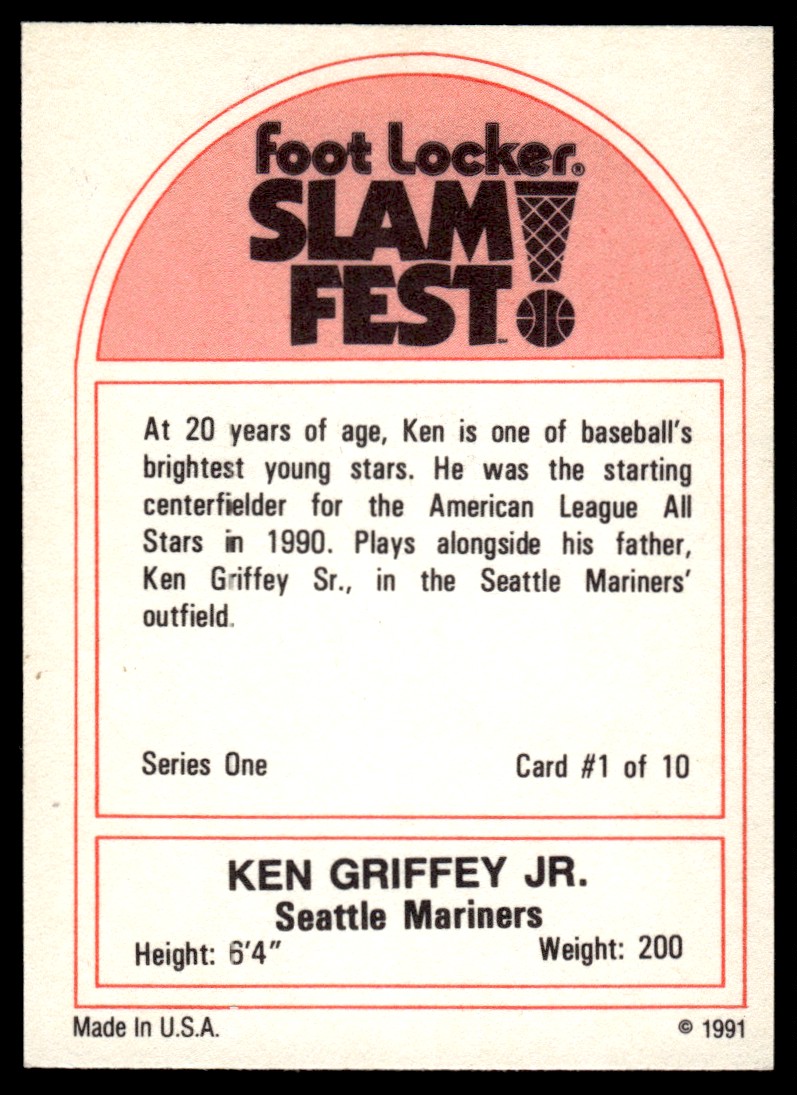 Foot Locker®
SLAM
FEST!™
At 20 years of age, Ken is one of baseball's
brightest young stars. He was the starting
centerfielder for the American League All
Stars in 1990. Plays alongside his father,
Ken Griffey Sr., in the Seattle Mariners'
outfield.
Series One Card #1 of 10
KEN GRIFFEY JR.
Seattle Mariners
Height: 6'4" Weight: 200
Made In U.S.A. © 1991